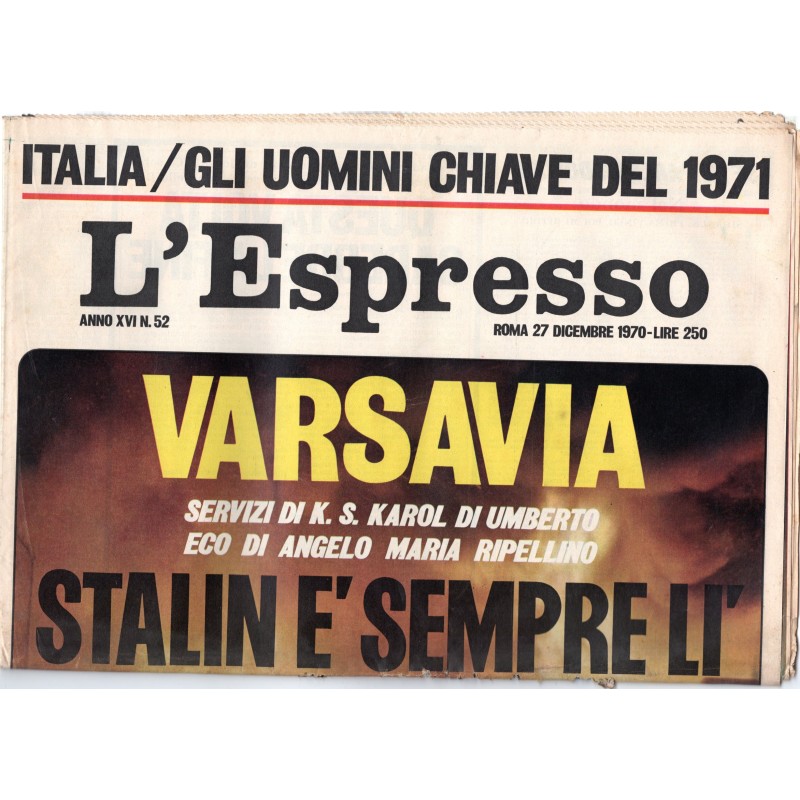 ITALIA/GLI UOMINI CHIAVE DEL 1971
L'Espresso
ANNO XVI N. 52
ROMA 27 DICEMBRE 1970-LIRE 250
VARSAVIA
SERVIZI DI K. S. KAROL DI UMBERTO
ECO DI ANGELO MARIA RIPELLINO
STALIN E' SEMPRE LI'